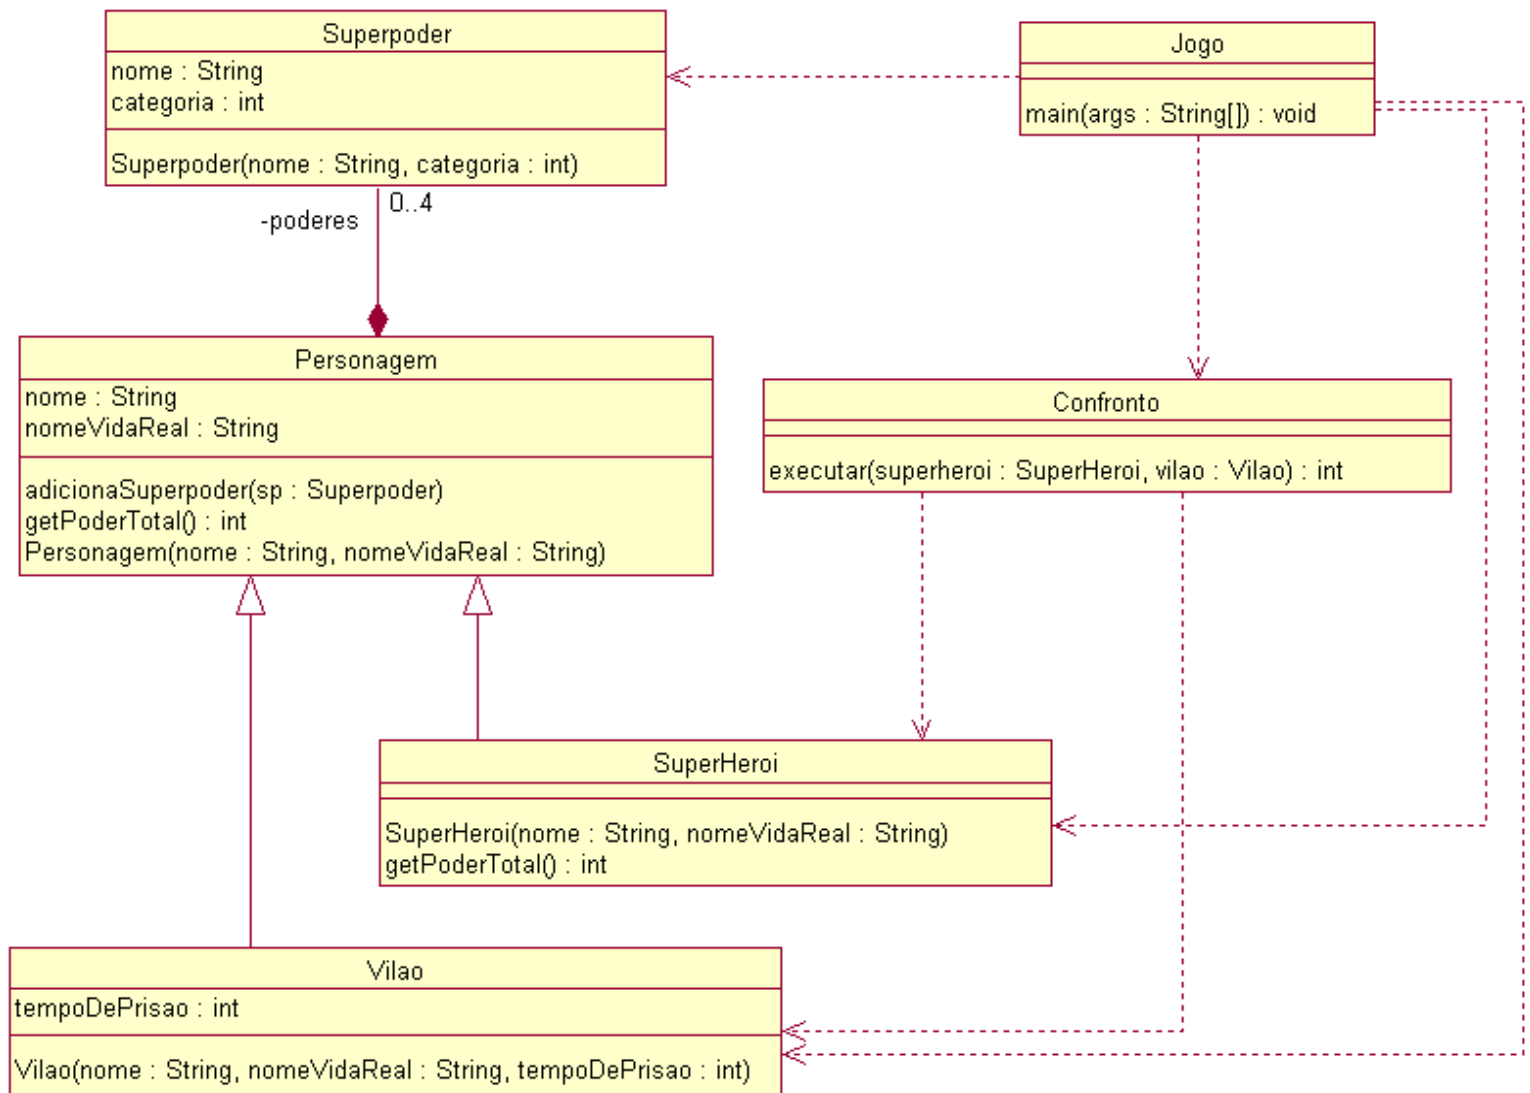 Superpoder
nome : String
categoria : int
Superpoder(nome : String, categoria : int)
Jogo
main(args : String[]) : void
0..4
-poderes
Personagem
nome : String
nomeVidaReal : String
adicionaSuperpoder(sp : Superpoder)
getPoderTotal() : int
Personagem(nome : String, nomeVidaReal : String)
Confronto
executar(superheroi : SuperHeroi, vilao : Vilao) : int
SuperHeroi
SuperHeroi(nome : String, nomeVidaReal : String)
getPoderTotal() : int
Vilao
tempoDePrisao : int
Vilao(nome : String, nomeVidaReal : String, tempoDePrisao : int)